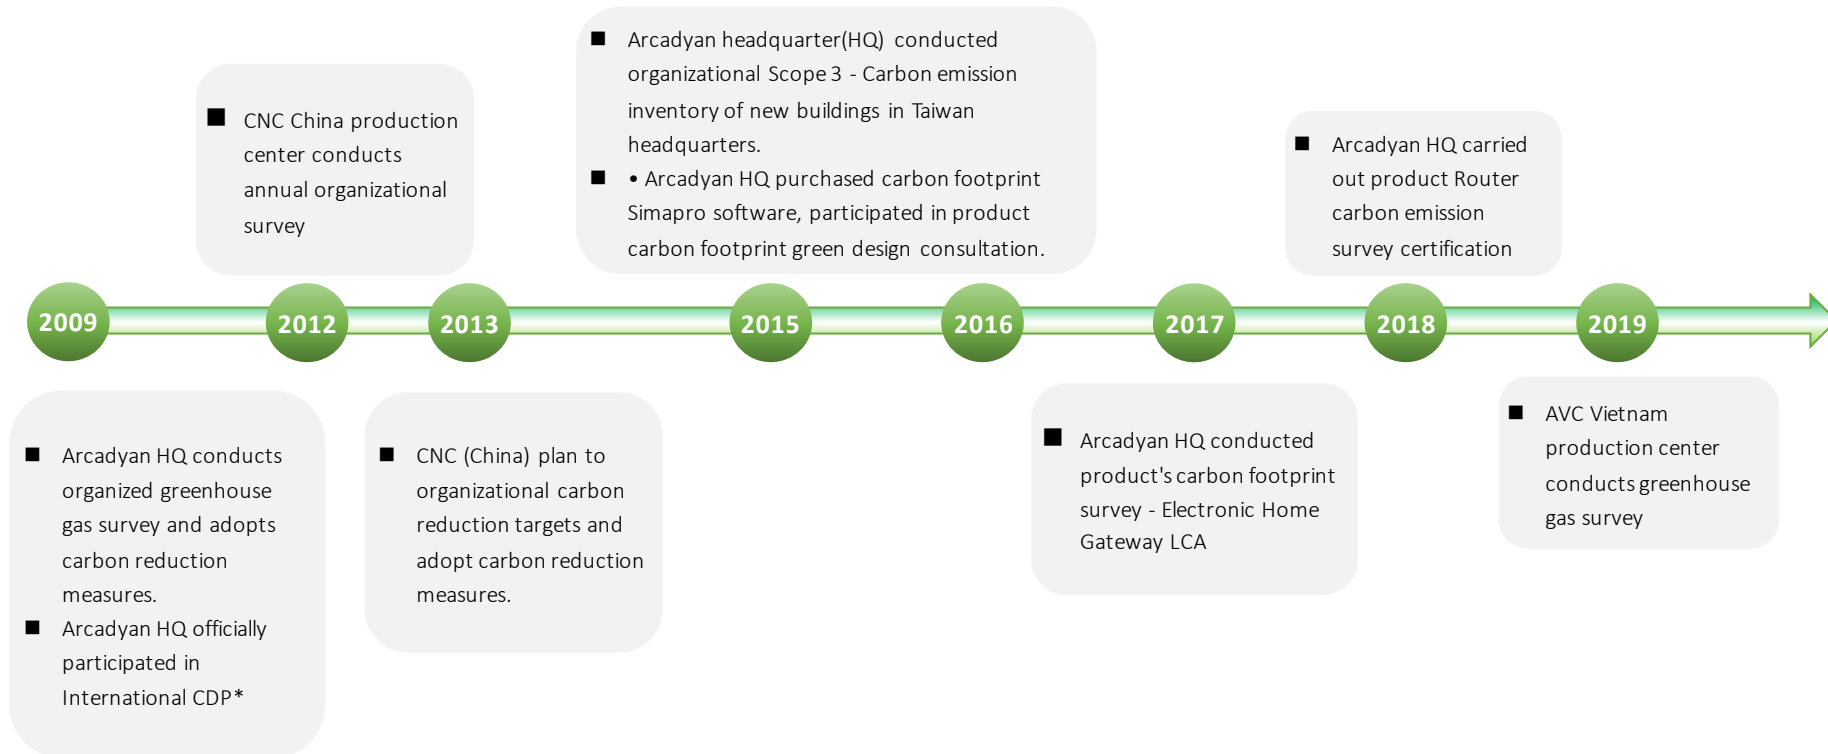 ■ Arcadyan headquarter(HQ) conducted
organizational Scope 3 - Carbon emission
inventory of new buildings in Taiwan
headquarters.
■ • Arcadyan HQ purchased carbon footprint
Simapro software, participated in product
carbon footprint green design consultation.
■ CNC China production
center conducts
annual organizational
survey
■ Arcadyan HQ carried
out product Router
carbon emission
survey certification
2009
2012
2013
2015
2016
2017
2018
2019
■ Arcadyan HQ conducts
organized greenhouse
gas survey and adopts
carbon reduction
measures.
■ Arcadyan HQ officially
participated in
International CDP*
■ CNC (China) plan to
organizational carbon
reduction targets and
adopt carbon reduction
measures.
■ Arcadyan HQ conducted
product's carbon footprint
survey - Electronic Home
Gateway LCA
■ AVC Vietnam
production center
conducts greenhouse
gas survey